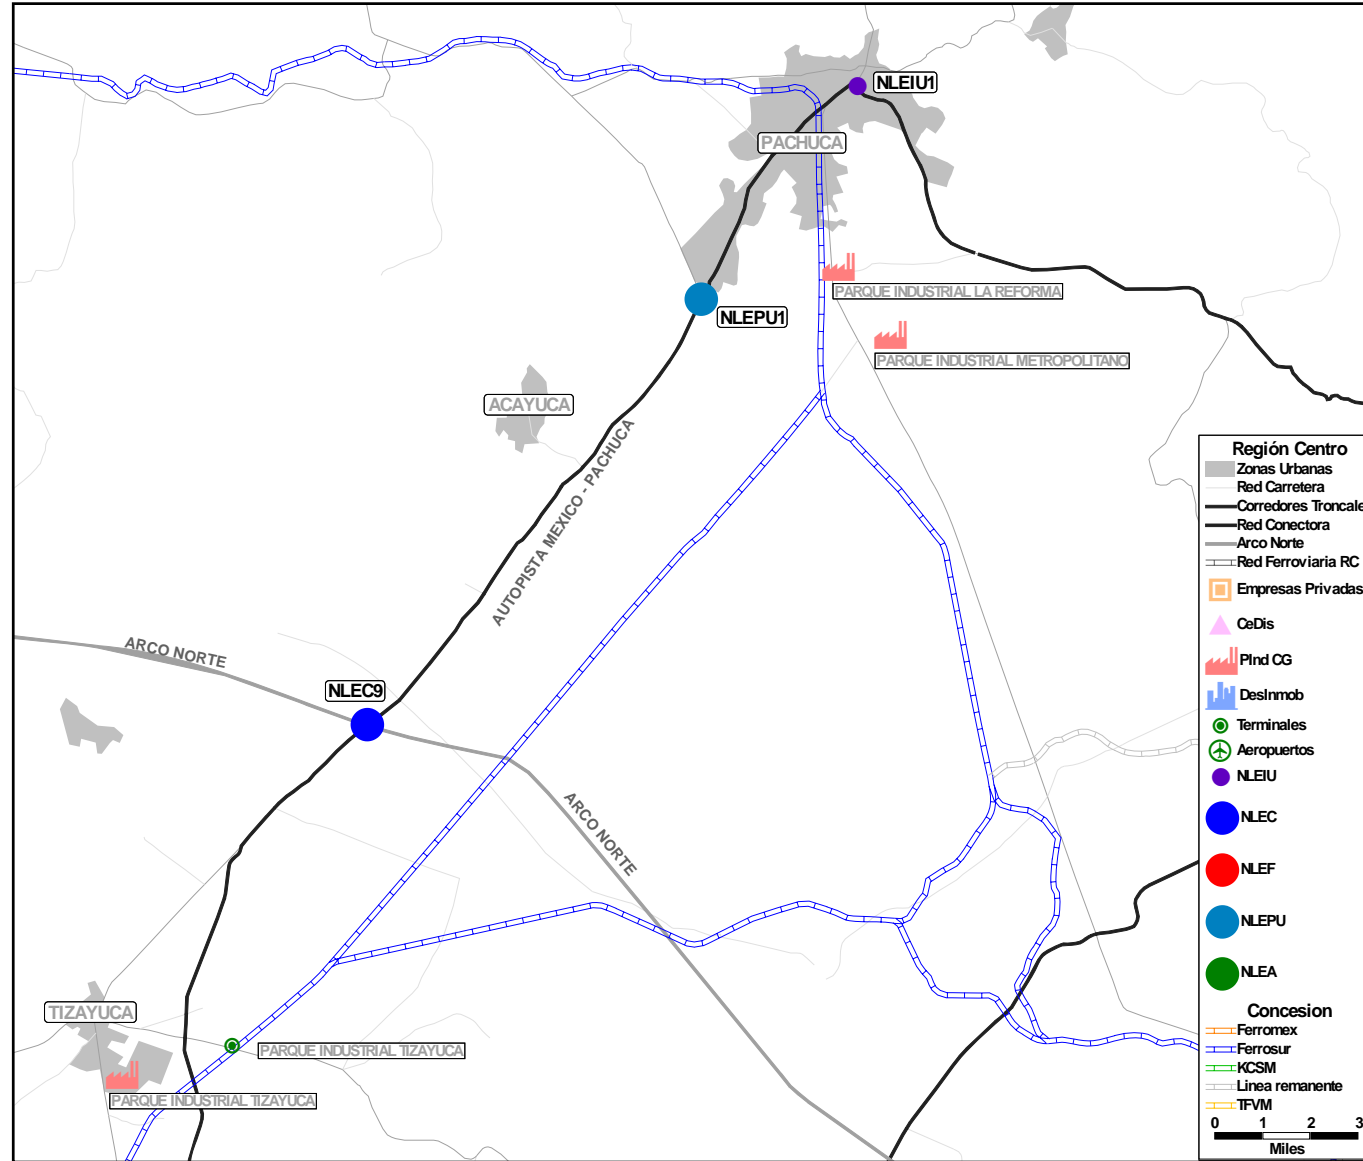 NLEIU1
PACHUCA
PARQUE INDUSTRIAL LA REFORMA
NLEPU1
PARQUE INDUSTRIAL METROPOLITANO
ACAYUCA
AUTOPISTA MEXICO - PACHUCA
ARCO NORTE
NLEC9
ARCO NORTE
TIZAYUCA
PARQUE INDUSTRIAL TIZAYUCA
PARQUE INDUSTRIAL TIZAYUCA
Región Centro
Zonas Urbanas
Red Carretera
Corredores Troncale
Red Conectora
Arco Norte
Red Ferroviaria RC
Empresas Privadas
CeDis
PInd CG
DesInmob
Terminales
Aeropuertos
NLEIU
NLEC
NLEF
NLEPU
NLEA
Concesion
Ferromex
Ferrosur
KCSM
Linea remanente
TFVM
0 1 2 3
Miles